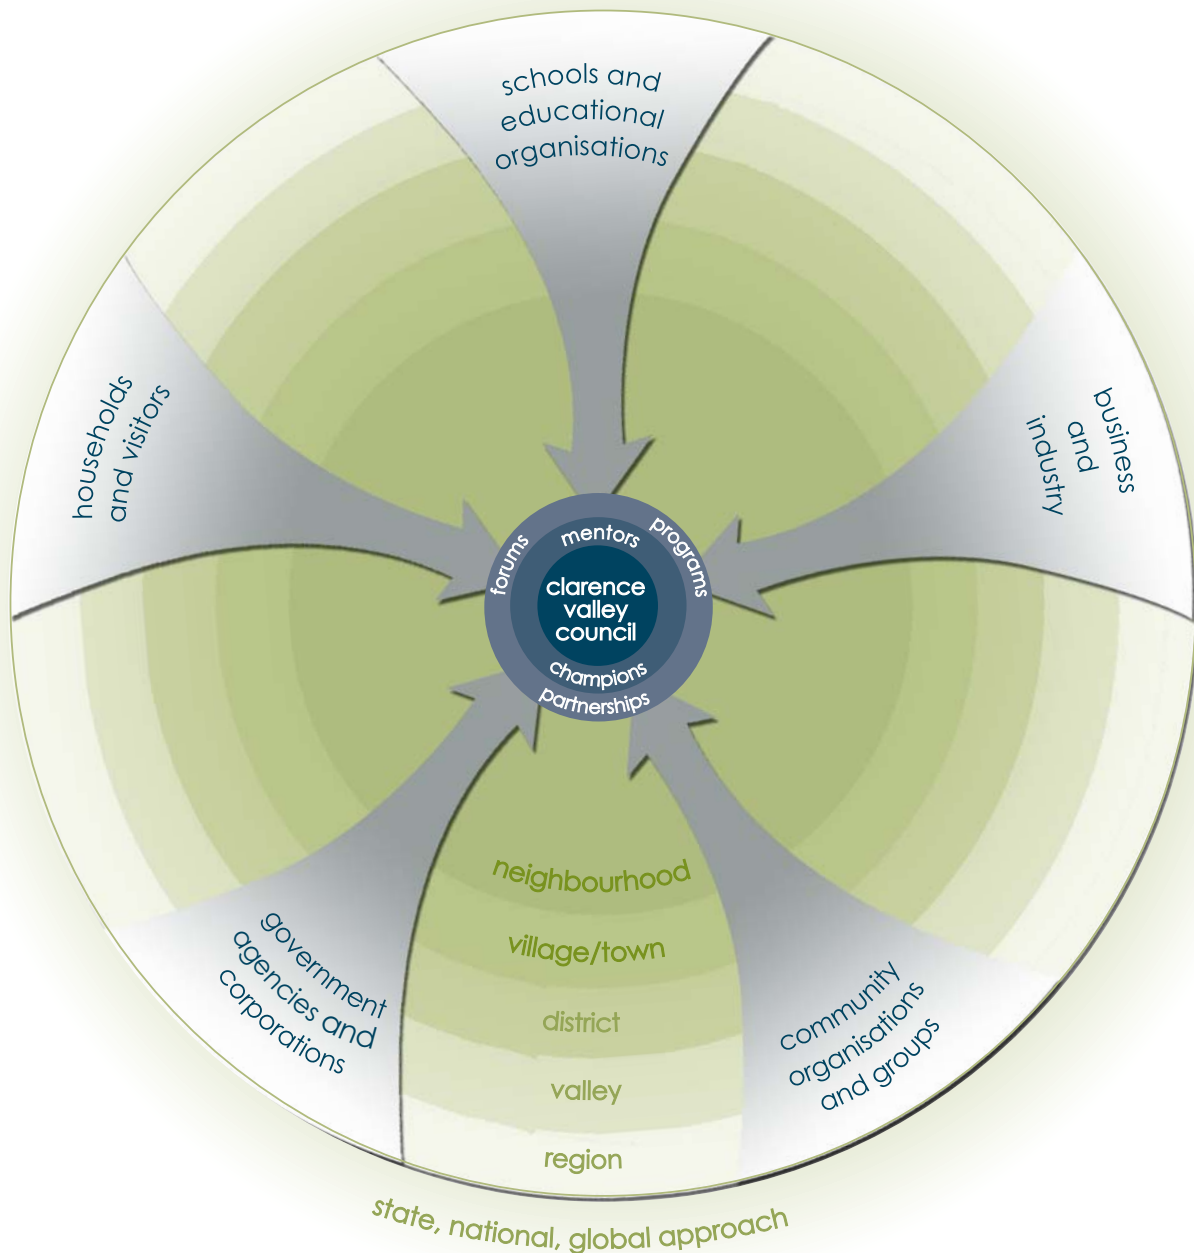 schools and
educational
organisations
households
and visitors
business
and
industry
forums
mentors
programs
clarence
valley
council
champions
partnerships
neighbourhood
village/town
district
valley
region
government
agencies and
corporations
community
organisations
and groups
state, national, global approach